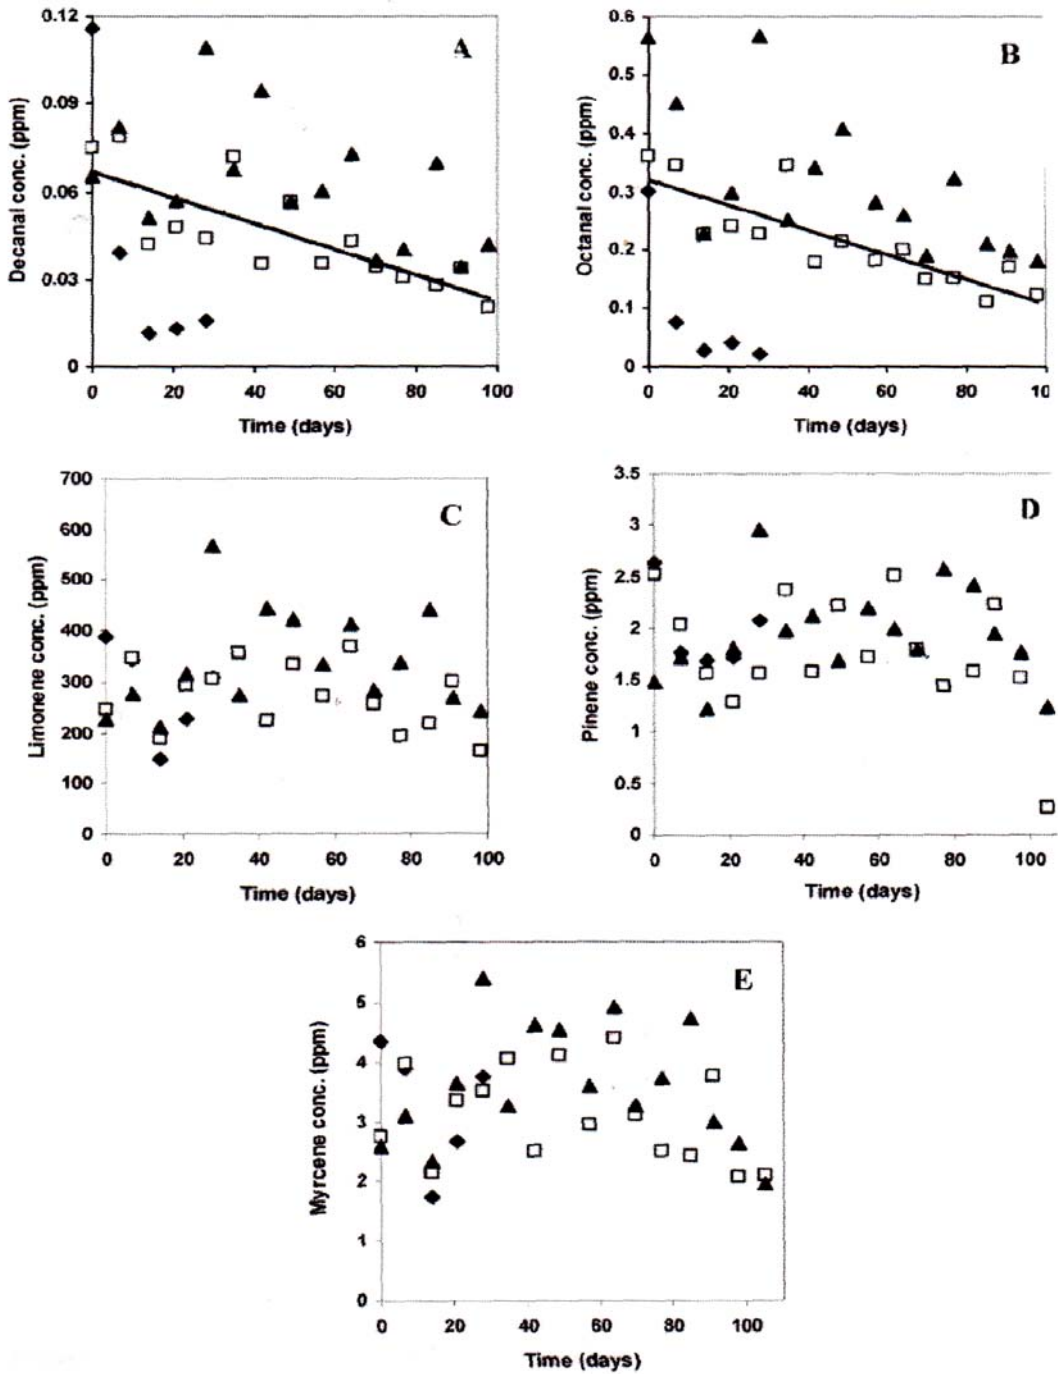 A
Decanal conc. (ppm)
0.12
0.09
0.06
0.03
0
0 20 40 60 80 100
Time (days)
B
Octanal conc. (ppm)
0.6
0.5
0.4
0.3
0.2
0.1
0
0 20 40 60 80 10
Time (days)
C
Limonene conc. (ppm)
700
600
500
400
300
200
100
0
0 20 40 60 80 100
Time (days)
D
Pinene conc. (ppm)
3.5
3
2.5
2
1.5
1
0.5
0
0 20 40 60 80 100
Time (days)
E
Myrcene conc. (ppm)
6
5
4
3
2
1
0
0 20 40 60 80 100
Time (days)